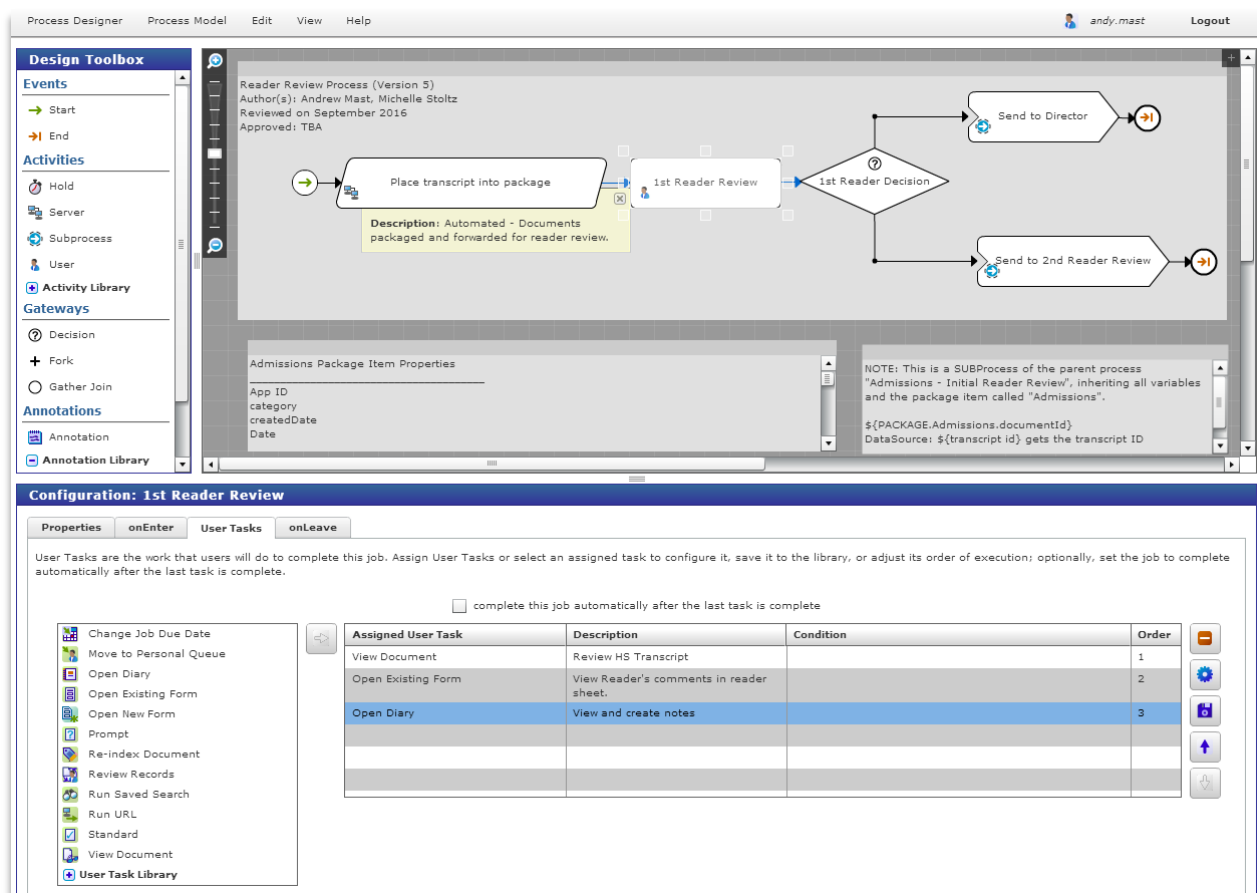 Process Designer Process Model Edit View Help andy.mast Logout
Design Toolbox
Events
Start
End
Activities
Hold
Server
Subprocess
User
Activity Library
Gateways
Decision
Fork
Gather Join
Annotations
Annotation
Annotation Library
Reader Review Process (Version 5)
Author(s): Andrew Mast, Michelle Stoltz
Reviewed on September 2016
Approved: TBA
Place transcript into package
Description: Automated - Documents
packaged and forwarded for reader review.
1st Reader Review
1st Reader Decision
Send to Director
Send to 2nd Reader Review
Admissions Package Item Properties
App ID
category
createdDate
Date
NOTE: This is a SUBProcess of the parent process
"Admissions - Initial Reader Review", inheriting all variables
and the package item called "Admissions".
${PACKAGE.Admissions.documentId}
DataSource: ${transcript id} gets the transcript ID
Configuration: 1st Reader Review
Properties onEnter User Tasks onLeave
User Tasks are the work that users will do to complete this job. Assign User Tasks or select an assigned task to configure it, save it to the library, or adjust its order of execution; optionally, set the job to complete
automatically after the last task is complete.
complete this job automatically after the last task is complete
Change Job Due Date
Move to Personal Queue
Open Diary
Open Existing Form
Open New Form
Prompt
Re-index Document
Review Records
Run Saved Search
Run URL
Standard
View Document
User Task Library
Assigned User Task Description Condition Order
View Document Review HS Transcript 1
Open Existing Form View Reader's comments in reader 2
sheet.
Open Diary View and create notes 3